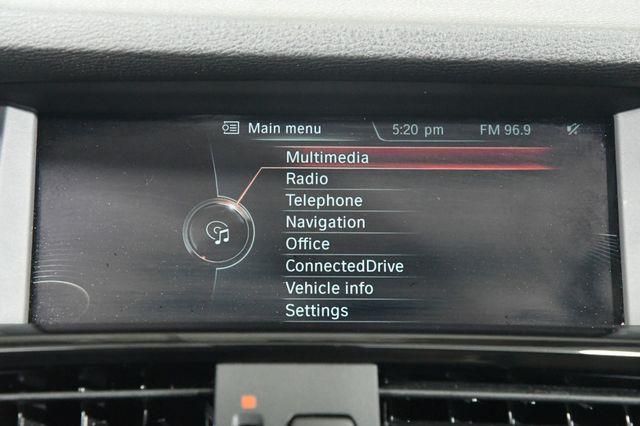 Main menu 5:20 pm FM 96.9
Multimedia
Radio
Telephone
Navigation
Office
ConnectedDrive
Vehicle info
Settings